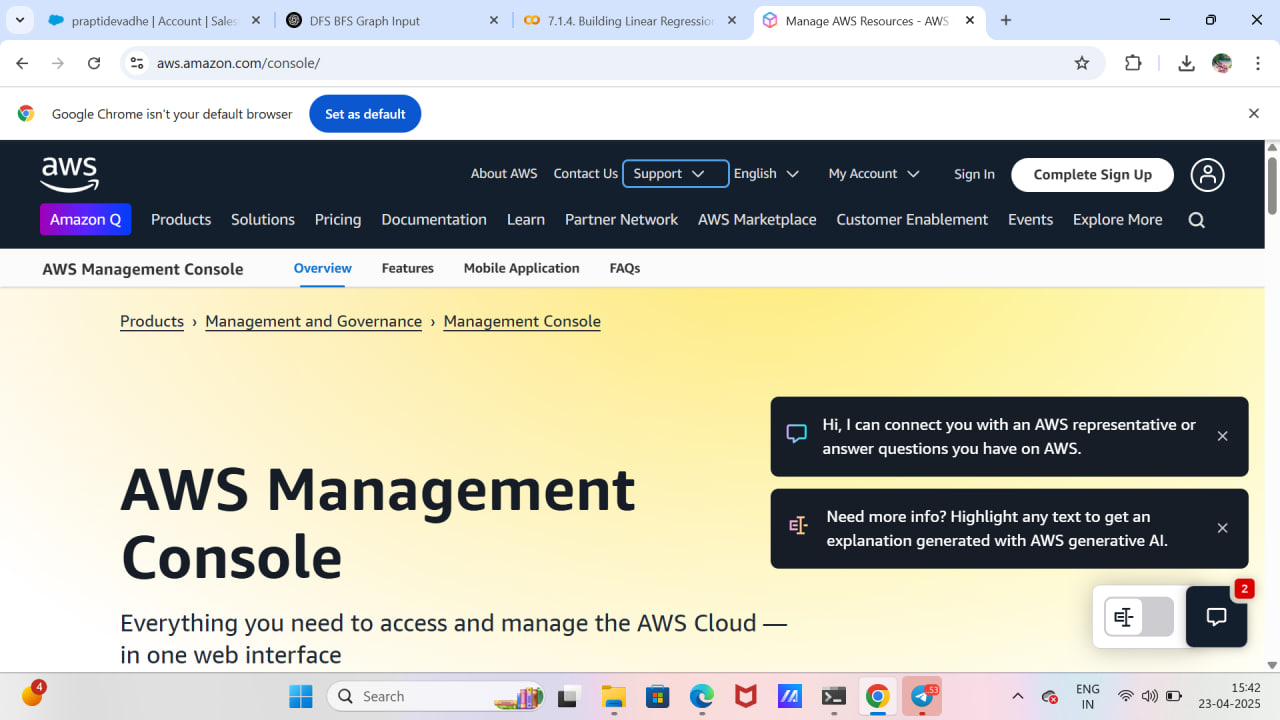 praptidevadhe | Account | Sales
DFS BFS Graph Input
7.1.4. Building Linear Regression
Manage AWS Resources - AWS
aws.amazon.com/console/
Google Chrome isn't your default browser
Set as default
aws
About AWS
Contact Us
Support
English
My Account
Sign In
Complete Sign Up
Amazon Q
Products
Solutions
Pricing
Documentation
Learn
Partner Network
AWS Marketplace
Customer Enablement
Events
Explore More
AWS Management Console
Overview
Features
Mobile Application
FAQs
Products › Management and Governance › Management Console
Hi, I can connect you with an AWS representative or
answer questions you have on AWS.
AWS Management
Console
Need more info? Highlight any text to get an
explanation generated with AWS generative AI.
Everything you need to access and manage the AWS Cloud —
in one web interface
2
4
Search
53
ENG
IN
15:42
23-04-2025